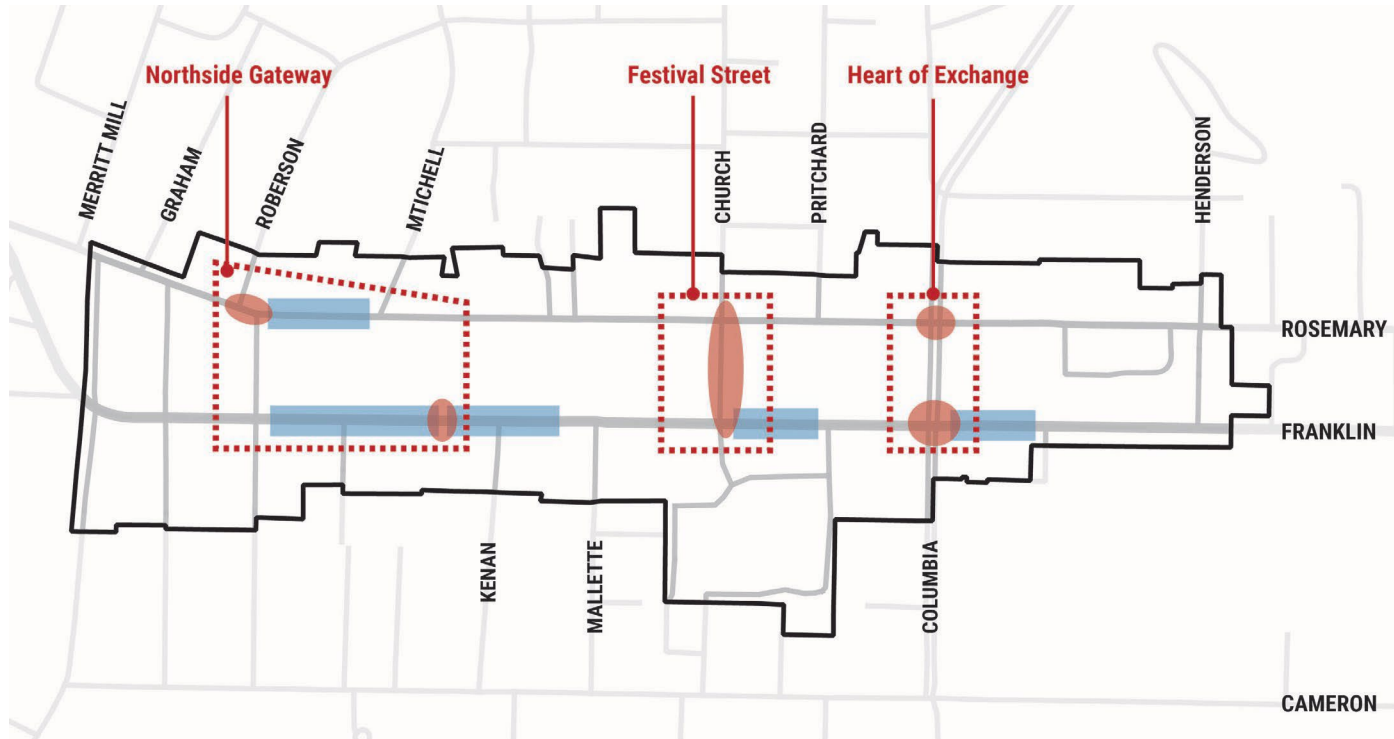 Northside Gateway
Festival Street
Heart of Exchange
MERRITT MILL
GRAHAM
ROBERSON
MTICHELL
CHURCH
PRITCHARD
HENDERSON
ROSEMARY
FRANKLIN
KENAN
MALLETTE
COLUMBIA
CAMERON